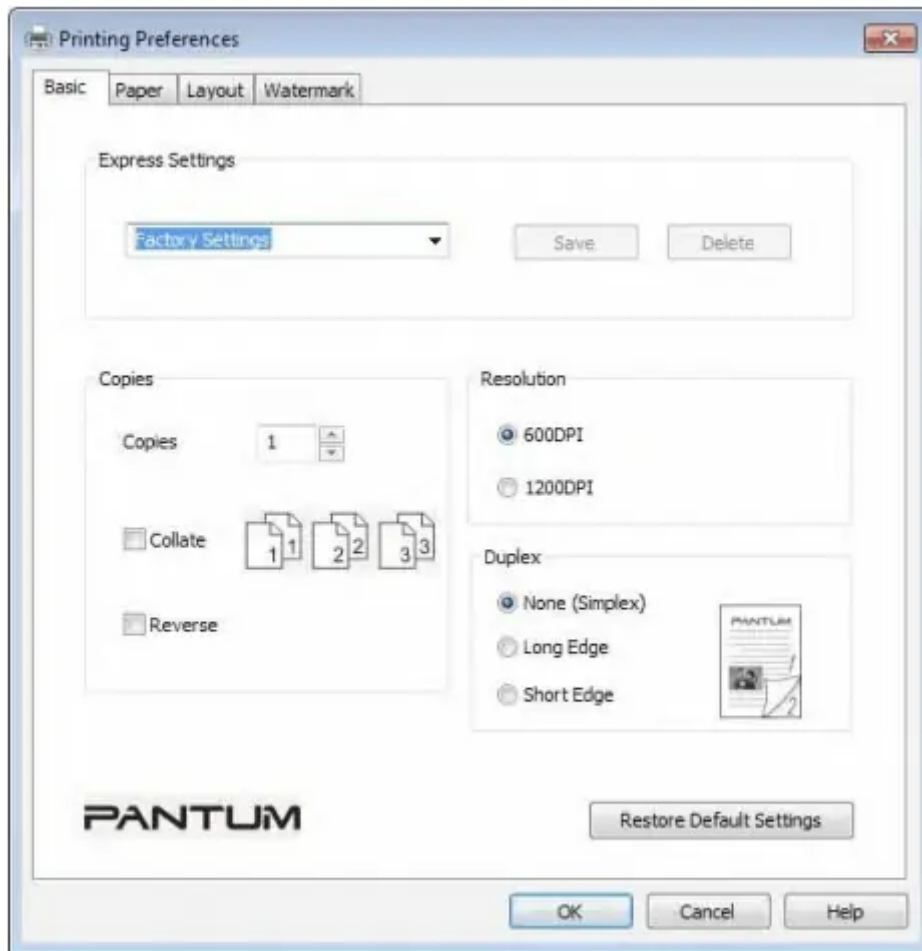 Printing Preferences
Basic Paper Layout Watermark
Express Settings
Factory Settings Save Delete
Copies
Copies 1
Collate 1 1 2 2 3 3
Reverse
Resolution
600DPI
1200DPI
Duplex
None (Simplex)
Long Edge
Short Edge
PANTUM
1
2
PANTUM
Restore Default Settings
OK Cancel Help